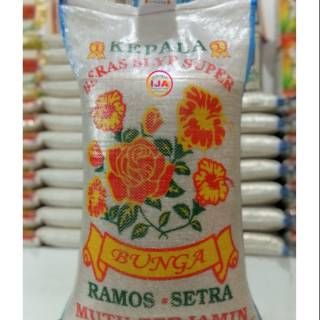 KEPALA
BERAS SLYP SUPER
IJA
BUNGA
RAMOS * SETRA
MUTU TERJAMIN